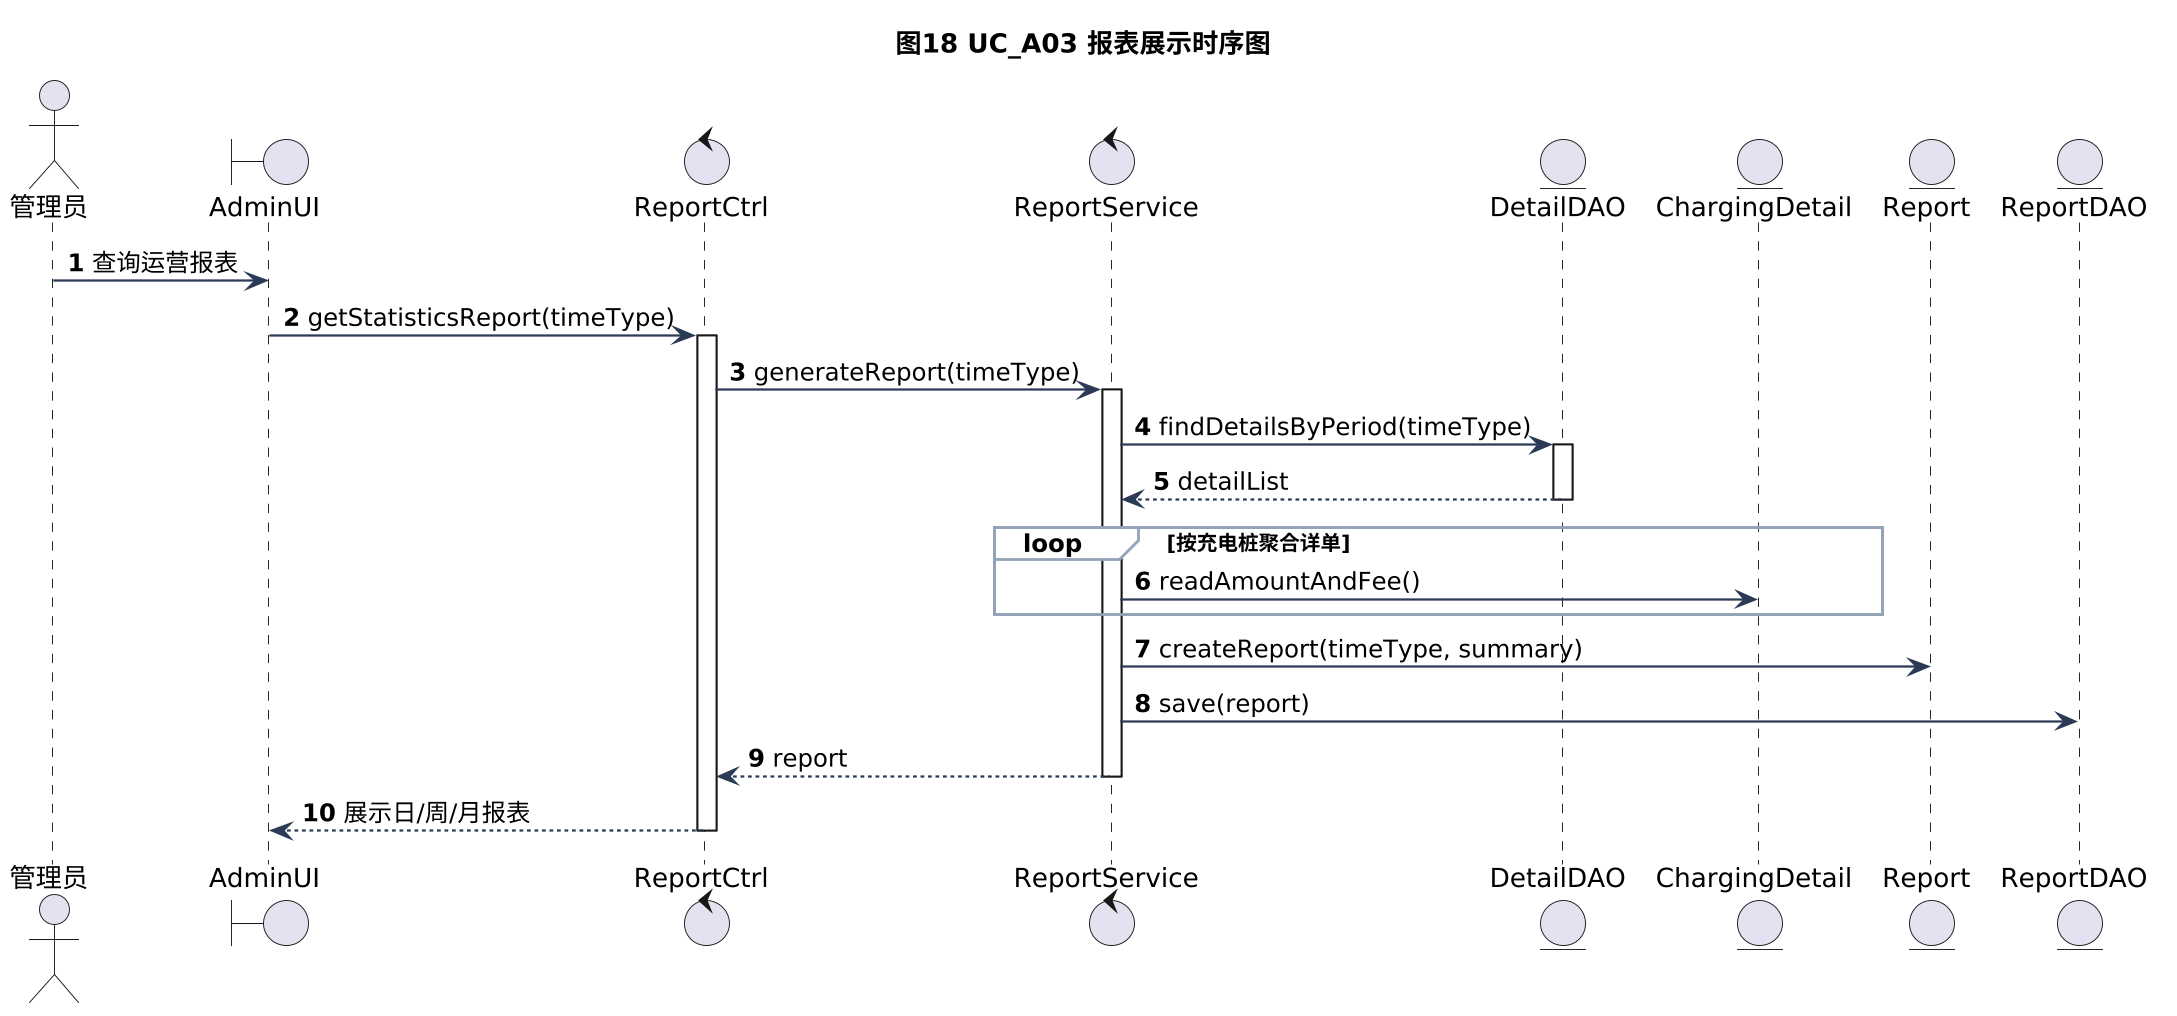 图18 UC_A03 报表展示时序图
管理员
AdminUI
ReportCtrl
ReportService
DetailDAO
ChargingDetail
Report
ReportDAO
1 查询运营报表
2 getStatisticsReport(timeType)
3 generateReport(timeType)
4 findDetailsByPeriod(timeType)
5 detailList
loop [按充电桩聚合详单]
6 readAmountAndFee()
7 createReport(timeType, summary)
8 save(report)
9 report
10 展示日/周/月报表
管理员
AdminUI
ReportCtrl
ReportService
DetailDAO
ChargingDetail
Report
ReportDAO